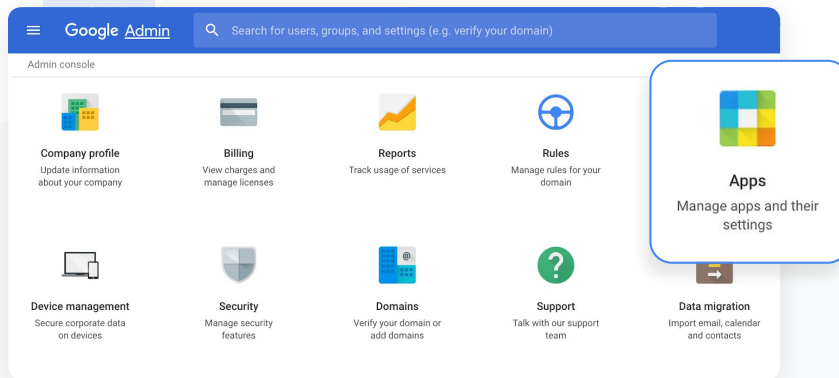 Google Admin
Search for users, groups, and settings (e.g. verify your domain)
Admin console
Company profile
Update information
about your company
Billing
View charges and
manage licenses
Reports
Track usage of services
Rules
Manage rules for your
domain
Apps
Manage apps and their
settings
Device management
Secure corporate data
on devices
Security
Manage security
features
@
Domains
Verify your domain or
add domains
?
Support
Talk with our support
team
Data migration
Import email, calendar
and contacts